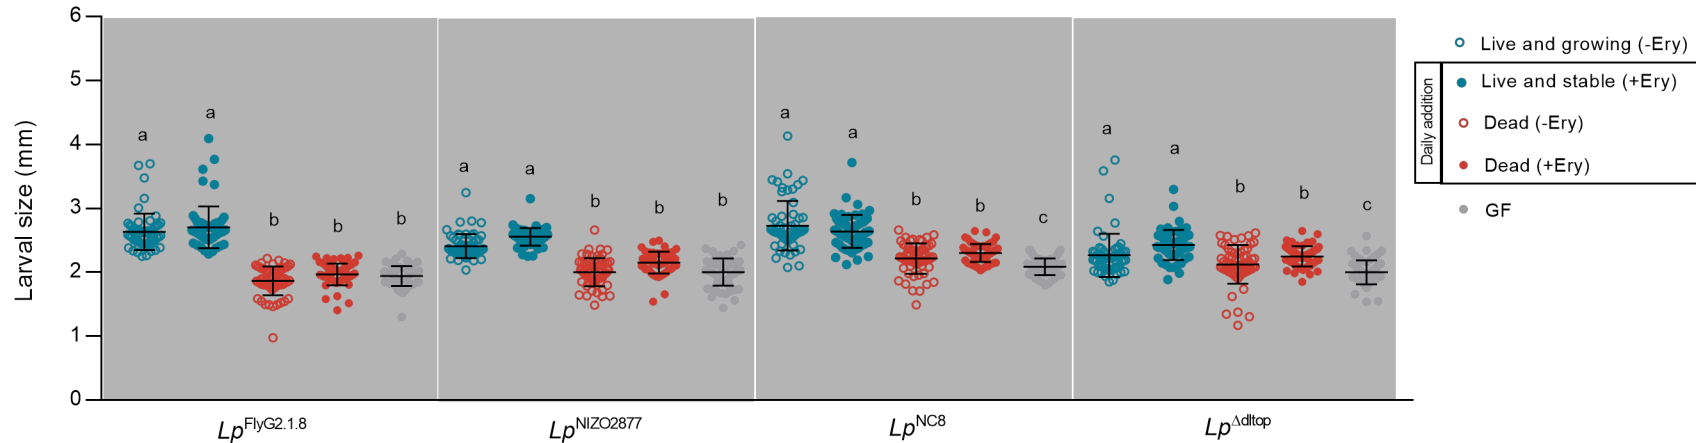 6
5
4
3
2
1
0
Larval size (mm)
a a b b b
a a b b b
a a b b c
a a b b c
LpFlyG2.1.8
LpNIZO2877
LpNC8
LpΔdltop
Live and growing (-Ery)
Daily addition
Live and stable (+Ery)
Dead (-Ery)
Dead (+Ery)
GF